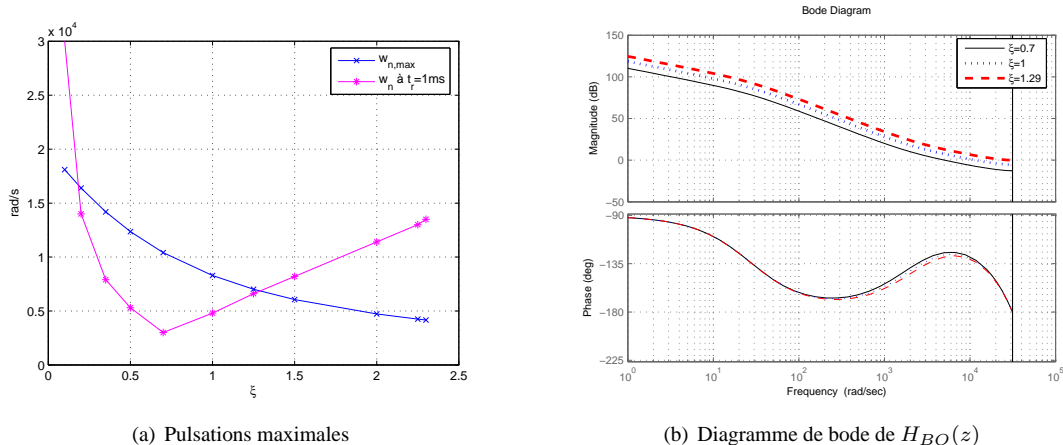 x 10^4
3
2.5
2
1.5
1
0.5
0
rad/s
0
0.5
1
1.5
2
2.5
ξ
w_{n,max}
w_n à t_r=1ms
(a) Pulsations maximales
Bode Diagram
150
100
50
0
−50
Magnitude (dB)
ξ=0.7
ξ=1
ξ=1.29
−90
−135
−180
−225
Phase (deg)
10^0
10^1
10^2
10^3
10^4
10^5
Frequency (rad/sec)
(b) Diagramme de bode de H_{BO}(z)